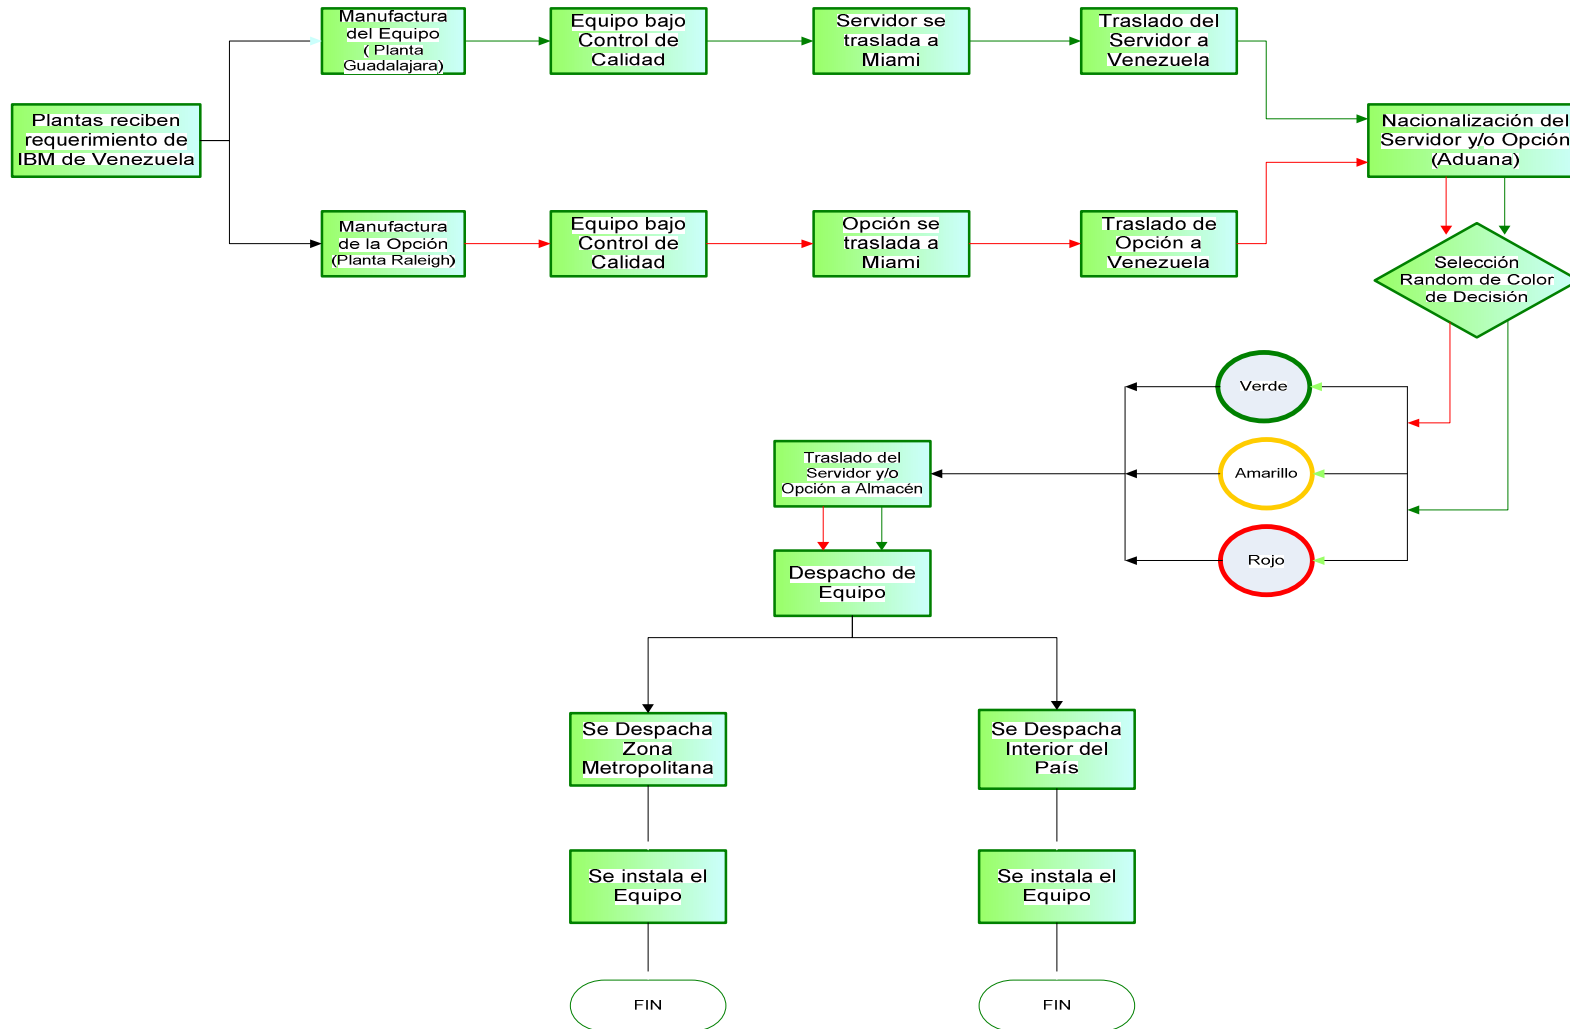 Manufactura
del Equipo
( Planta
Guadalajara)
Equipo bajo
Control de
Calidad
Servidor se
traslada a
Miami
Traslado del
Servidor a
Venezuela
Plantas reciben
requerimiento de
IBM de Venezuela
Nacionalización del
Servidor y/o Opción
(Aduana)
Manufactura
de la Opción
(Planta Raleigh)
Equipo bajo
Control de
Calidad
Opción se
traslada a
Miami
Traslado de
Opción a
Venezuela
Selección
Random de Color
de Decisión
Verde
Amarillo
Rojo
Traslado del
Servidor y/o
Opción a Almacén
Despacho de
Equipo
Se Despacha
Zona
Metropolitana
Se Despacha
Interior del
País
Se instala el
Equipo
Se instala el
Equipo
FIN
FIN